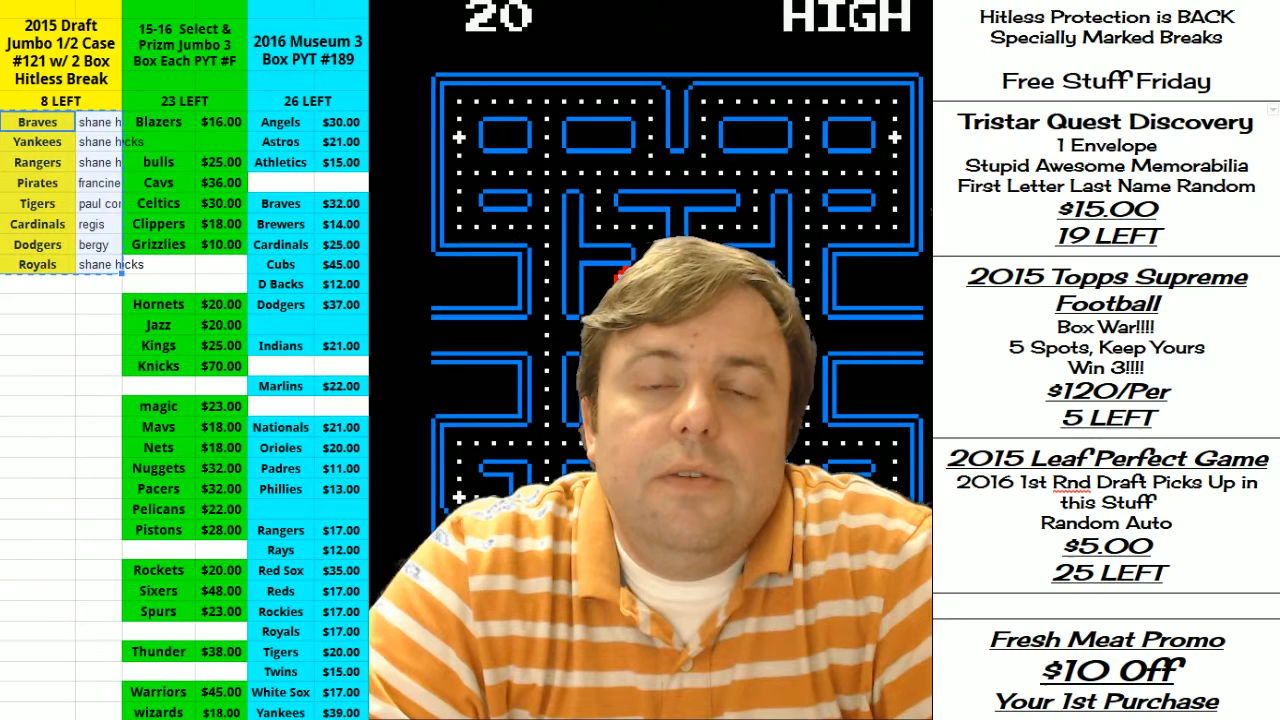 2015 Draft
Jumbo 1/2 Case
#121 w/ 2 Box
Hitless Break
8 LEFT
Braves shane h
Yankees shane hicks
Rangers shane h
Pirates francine
Tigers paul cor
Cardinals regis
Dodgers bergy
Royals shane hicks
15-16 Select &
Prizm Jumbo 3
Box Each PYT #F
23 LEFT
Blazers $16.00
bulls $25.00
Cavs $36.00
Celtics $30.00
Clippers $18.00
Grizzlies $10.00
Hornets $20.00
Jazz $20.00
Kings $25.00
Knicks $70.00
magic $23.00
Mavs $18.00
Nets $18.00
Nuggets $32.00
Pacers $32.00
Pelicans $22.00
Pistons $28.00
Rockets $20.00
Sixers $48.00
Spurs $23.00
Thunder $38.00
Warriors $45.00
wizards $18.00
2016 Museum 3
Box PYT #189
26 LEFT
Angels $30.00
Astros $21.00
Athletics $15.00
Braves $32.00
Brewers $14.00
Cardinals $25.00
Cubs $45.00
D Backs $12.00
Dodgers $37.00
Indians $21.00
Marlins $22.00
Nationals $21.00
Orioles $20.00
Padres $11.00
Phillies $13.00
Rangers $17.00
Rays $12.00
Red Sox $35.00
Reds $17.00
Rockies $17.00
Royals $17.00
Tigers $20.00
Twins $15.00
White Sox $17.00
Yankees $39.00
20 HIGH
Hitless Protection is BACK
Specially Marked Breaks
Free Stuff Friday
Tristar Quest Discovery
1 Envelope
Stupid Awesome Memorabilia
First Letter Last Name Random
$15.00
19 LEFT
2015 Topps Supreme
Football
Box War!!!!
5 Spots, Keep Yours
Win 3!!!!
$120/Per
5 LEFT
2015 Leaf Perfect Game
2016 1st Rnd Draft Picks Up in
this Stuff
Random Auto
$5.00
25 LEFT
Fresh Meat Promo
$10 Off
Your 1st Purchase